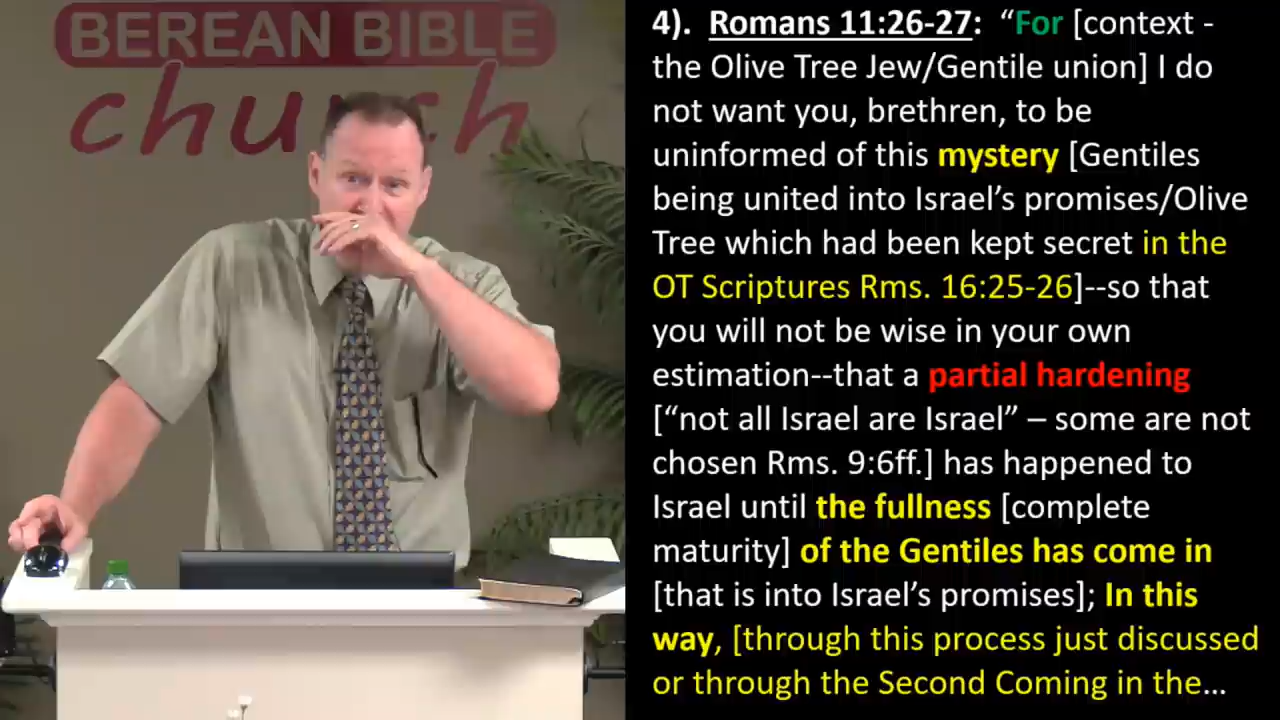 BEREAN BIBLE
church
4). Romans 11:26-27: “For [context -
the Olive Tree Jew/Gentile union] I do
not want you, brethren, to be
uninformed of this mystery [Gentiles
being united into Israel’s promises/Olive
Tree which had been kept secret in the
OT Scriptures Rms. 16:25-26]--so that
you will not be wise in your own
estimation--that a partial hardening
[“not all Israel are Israel” – some are not
chosen Rms. 9:6ff.] has happened to
Israel until the fullness [complete
maturity] of the Gentiles has come in
[that is into Israel’s promises]; In this
way, [through this process just discussed
or through the Second Coming in the…